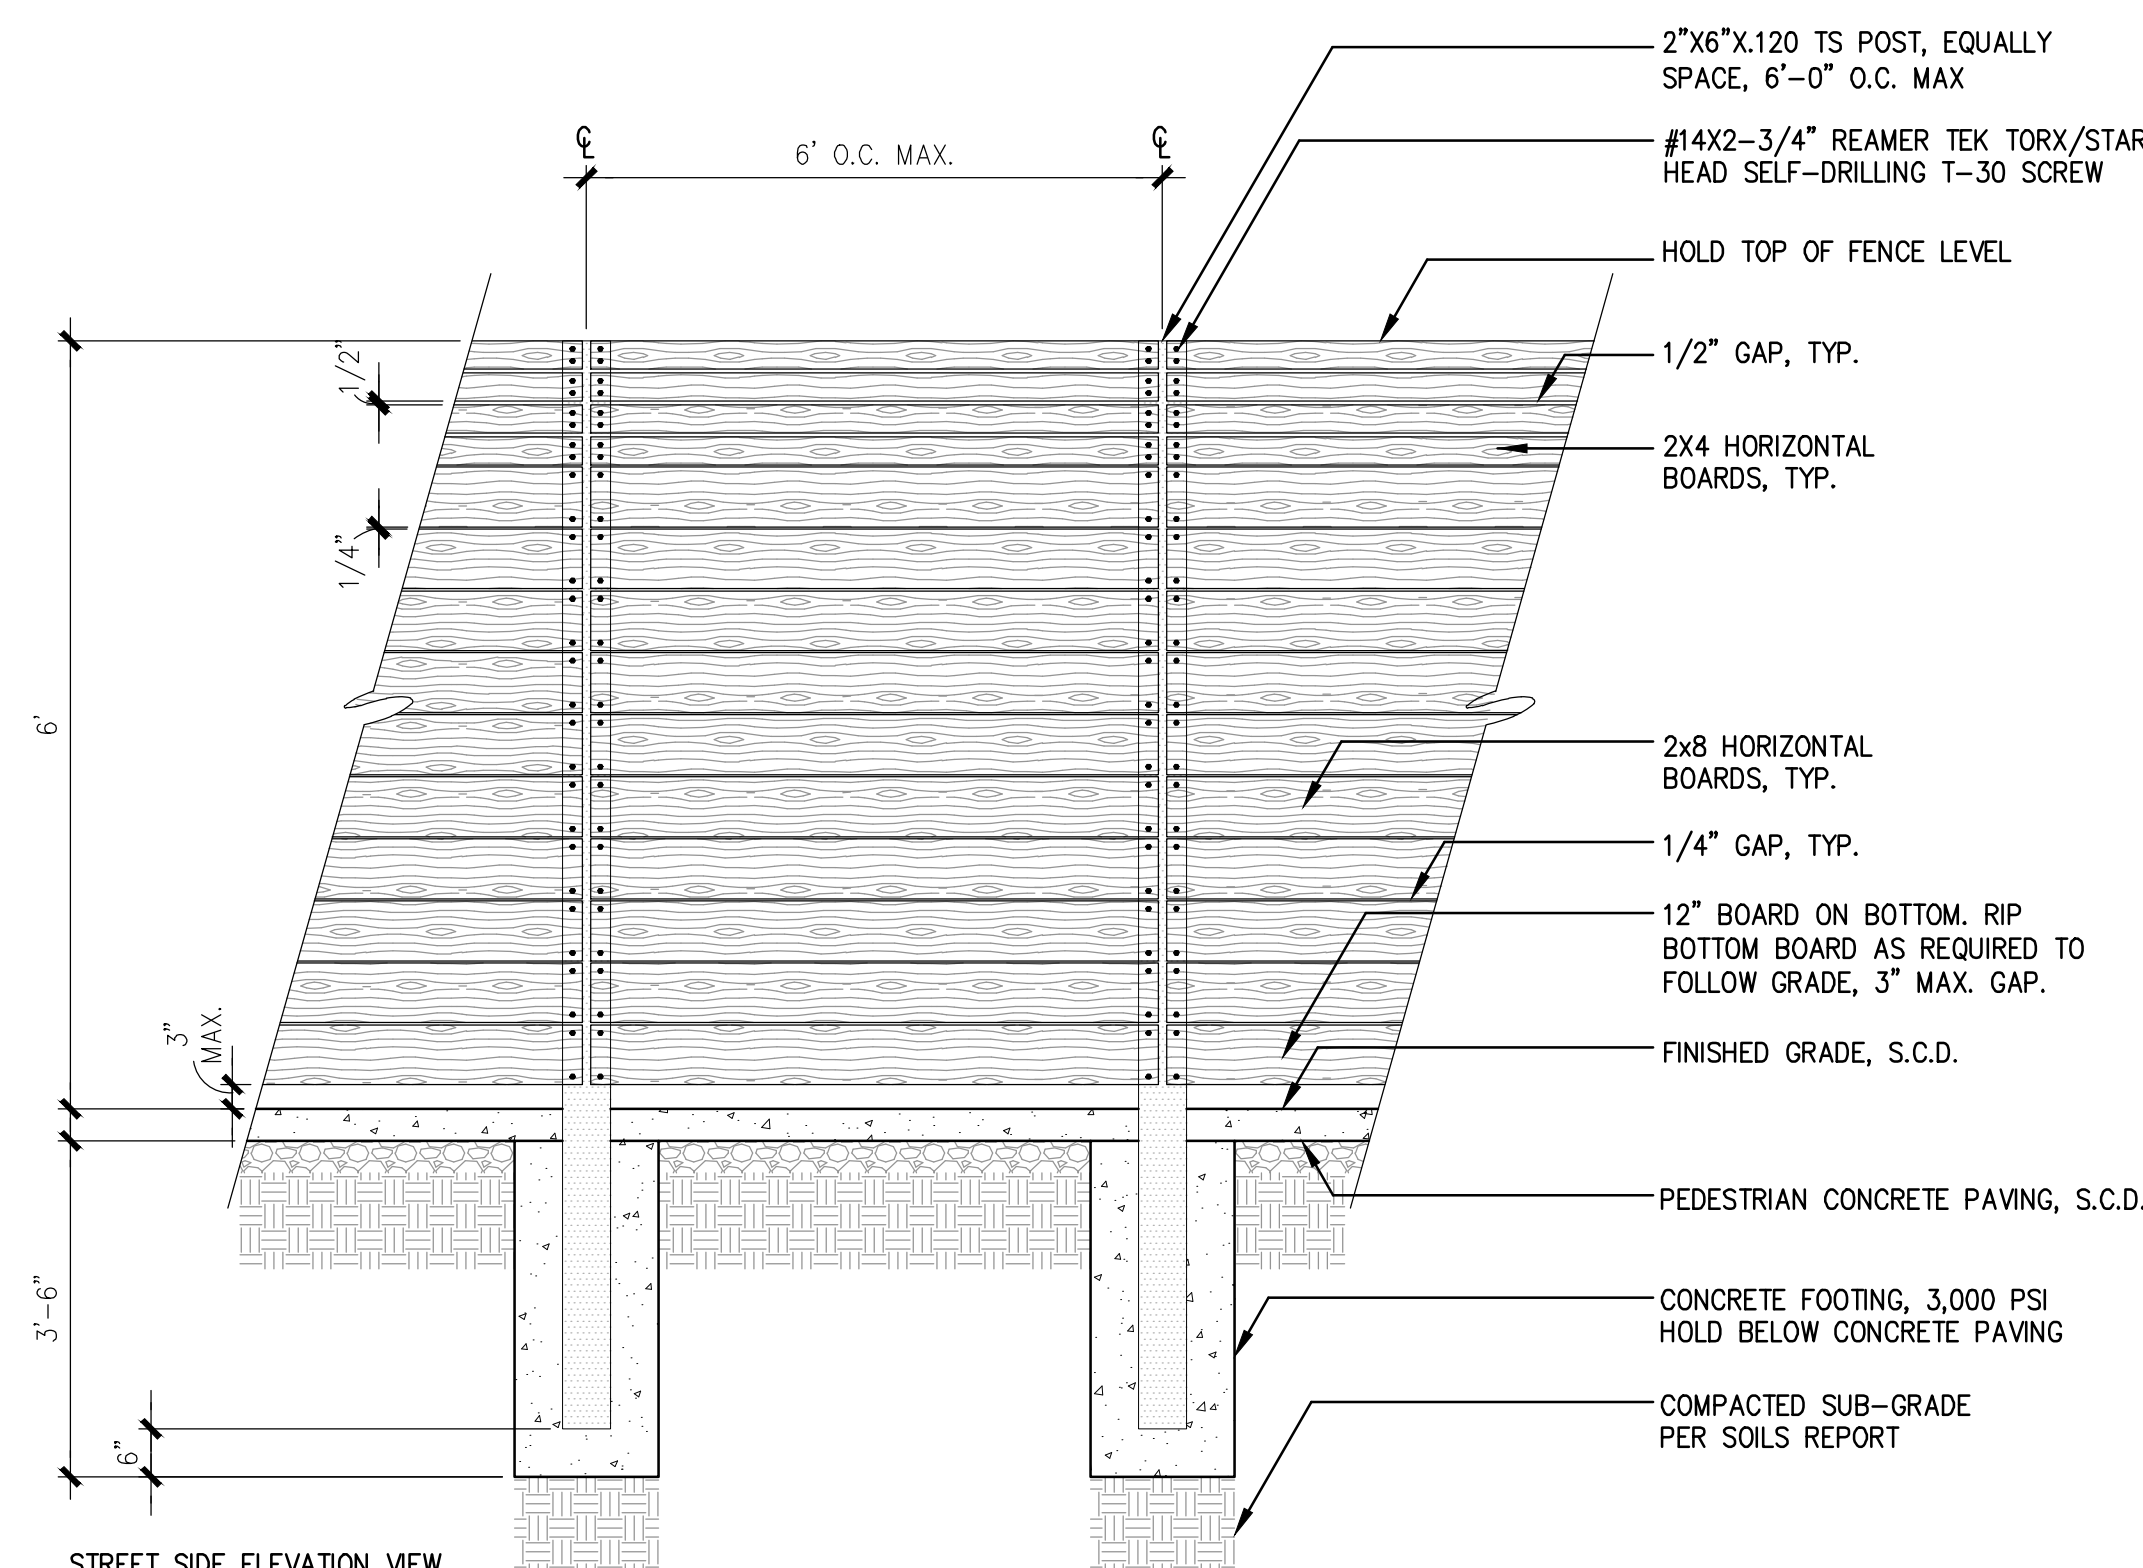 2"X6"X.120 TS POST, EQUALLY
SPACE, 6'-0" O.C. MAX
℄
℄
6' O.C. MAX.
#14X2-3/4" REAMER TEK TORX/STAR
HEAD SELF-DRILLING T-30 SCREW
HOLD TOP OF FENCE LEVEL
1/2"
1/2" GAP, TYP.
2X4 HORIZONTAL
BOARDS, TYP.
1/4"
6'
2x8 HORIZONTAL
BOARDS, TYP.
1/4" GAP, TYP.
12" BOARD ON BOTTOM. RIP
BOTTOM BOARD AS REQUIRED TO
FOLLOW GRADE, 3" MAX. GAP.
3"
MAX.
FINISHED GRADE, S.C.D.
PEDESTRIAN CONCRETE PAVING, S.C.D.
3'-6"
CONCRETE FOOTING, 3,000 PSI
HOLD BELOW CONCRETE PAVING
6"
COMPACTED SUB-GRADE
PER SOILS REPORT
STREET SIDE ELEVATION VIEW